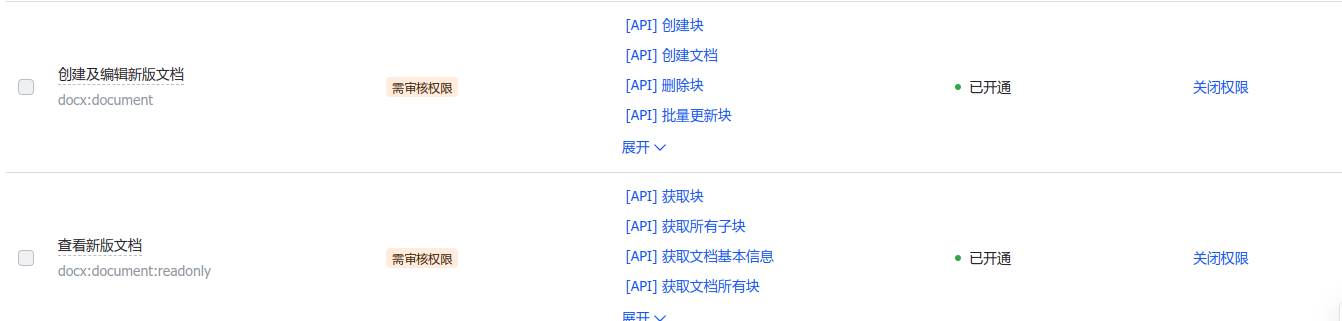 [API] 创建块
[API] 创建文档
创建及编辑新版文档
docx:document
需审核权限
[API] 删除块
已开通
关闭权限
[API] 批量更新块
展开
[API] 获取块
[API] 获取所有子块
查看新版文档
docx:document:readonly
需审核权限
[API] 获取文档基本信息
已开通
关闭权限
[API] 获取文档所有块
展开